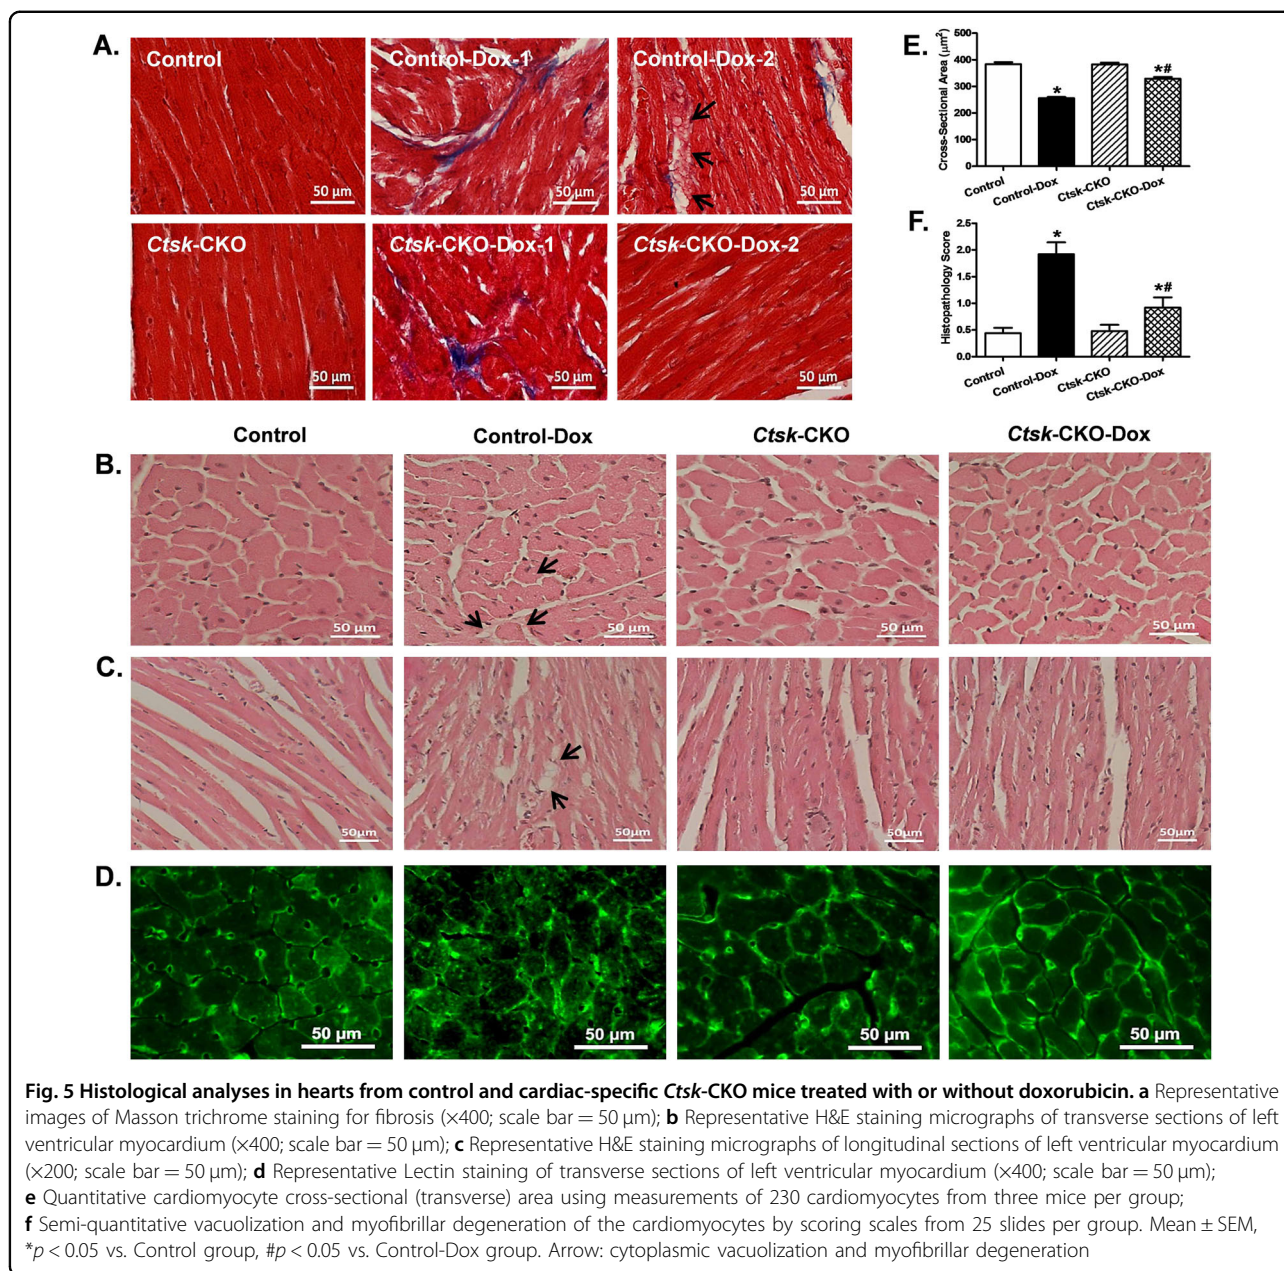 A.
Control
Control-Dox-1
Control-Dox-2
50 µm
50 µm
50 µm
Ctsk-CKO
Ctsk-CKO-Dox-1
Ctsk-CKO-Dox-2
50 µm
50 µm
50 µm
E.
Cross-Sectional Area (µm²)
500
400
300
200
100
0
*
*#
Control
Control-Dox
Ctsk-CKO
Ctsk-CKO-Dox
F.
Histopathology Score
2.5
2.0
1.5
1.0
0.5
0.0
*
*#
Control
Control-Dox
Ctsk-CKO
Ctsk-CKO-Dox
Control
Control-Dox
Ctsk-CKO
Ctsk-CKO-Dox
B.
50 µm
50 µm
50 µm
50 µm
C.
50µm
50µm
50µm
50µm
D.
50 µm
50 µm
50 µm
50 µm
Fig. 5 Histological analyses in hearts from control and cardiac-specific Ctsk-CKO mice treated with or without doxorubicin. a Representative
images of Masson trichrome staining for fibrosis (×400; scale bar = 50 µm); b Representative H&E staining micrographs of transverse sections of left
ventricular myocardium (×400; scale bar = 50 µm); c Representative H&E staining micrographs of longitudinal sections of left ventricular myocardium
(×200; scale bar = 50 µm); d Representative Lectin staining of transverse sections of left ventricular myocardium (×400; scale bar = 50 µm);
e Quantitative cardiomyocyte cross-sectional (transverse) area using measurements of 230 cardiomyocytes from three mice per group;
f Semi-quantitative vacuolization and myofibrillar degeneration of the cardiomyocytes by scoring scales from 25 slides per group. Mean ± SEM,
*p < 0.05 vs. Control group, #p < 0.05 vs. Control-Dox group. Arrow: cytoplasmic vacuolization and myofibrillar degeneration